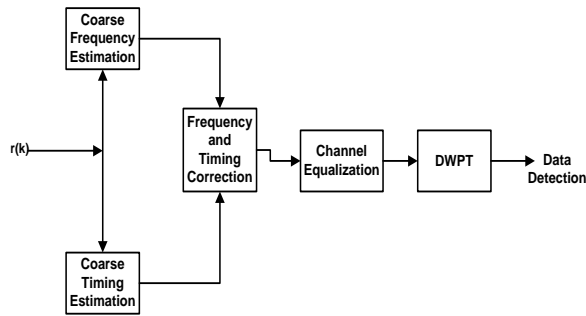 Coarse
Frequency
Estimation
r(k)
Frequency
and
Timing
Correction
Channel
Equalization
DWPT
Data
Detection
Coarse
Timing
Estimation